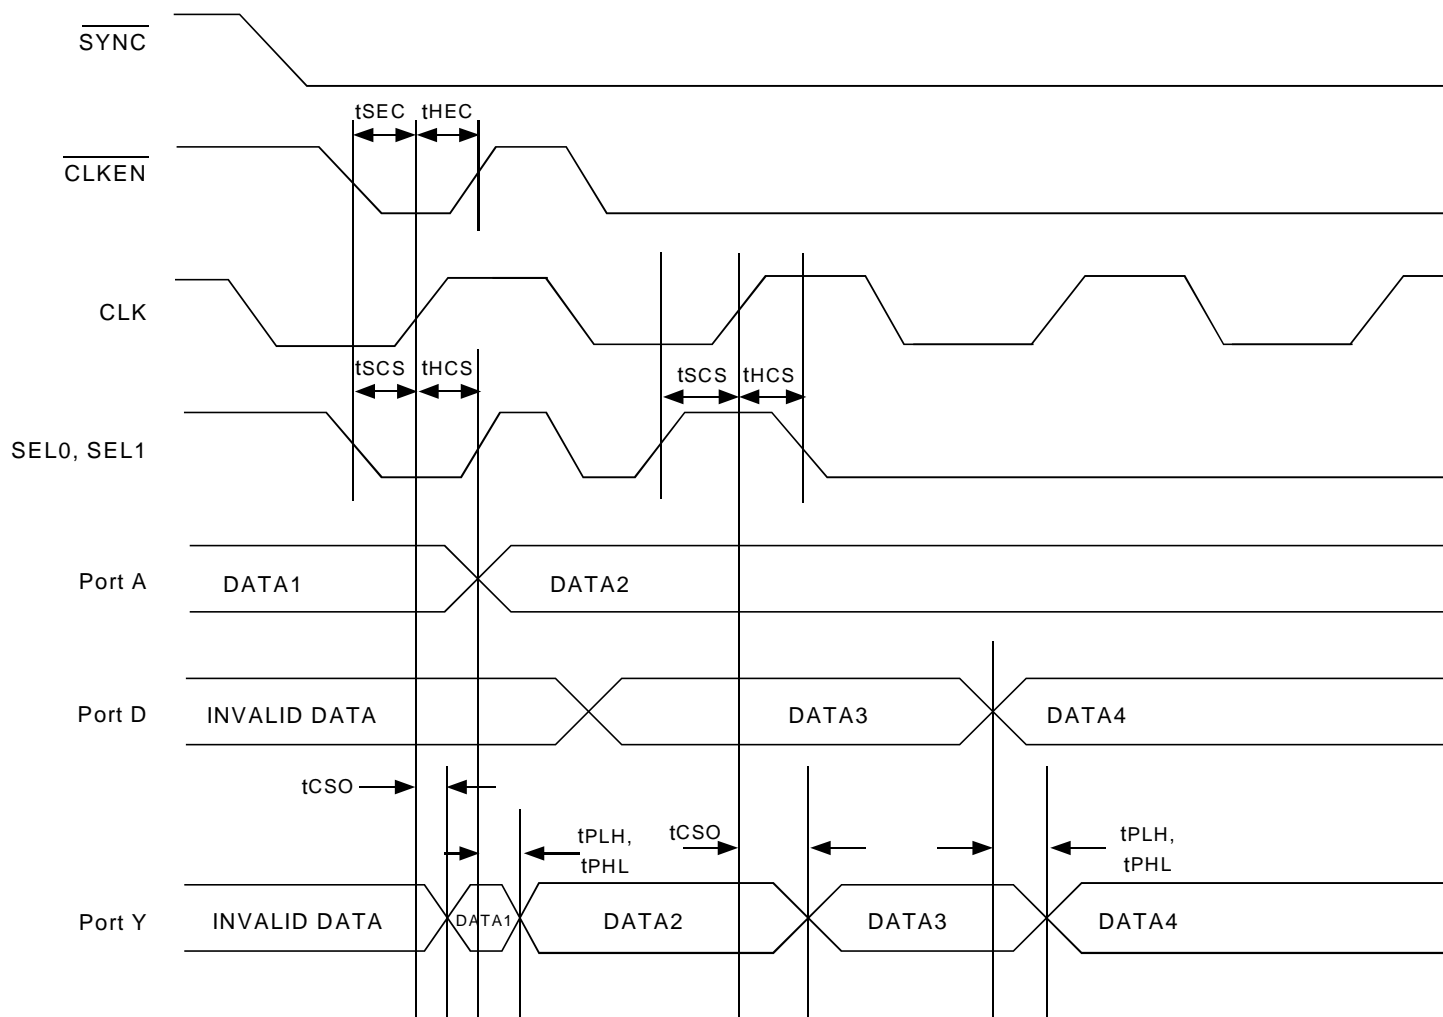 SYNC
tSEC
tHEC
CLKEN
CLK
tSCS
tHCS
tSCS
tHCS
SEL0, SEL1
Port A
DATA1
DATA2
Port D
INVALID DATA
DATA3
DATA4
tCSO
tPLH,
tPHL
tCSO
tPLH,
tPHL
Port Y
INVALID DATA
DATA1
DATA2
DATA3
DATA4